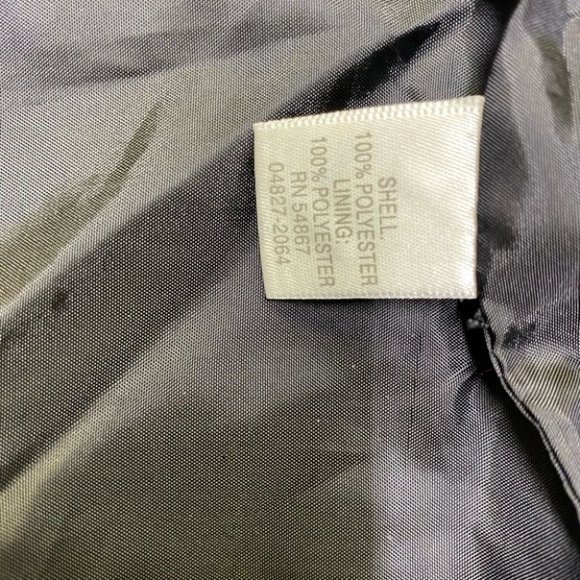 SHELL
100% POLYESTER
LINING:
100% POLYESTER
RN 54867
04827-2064